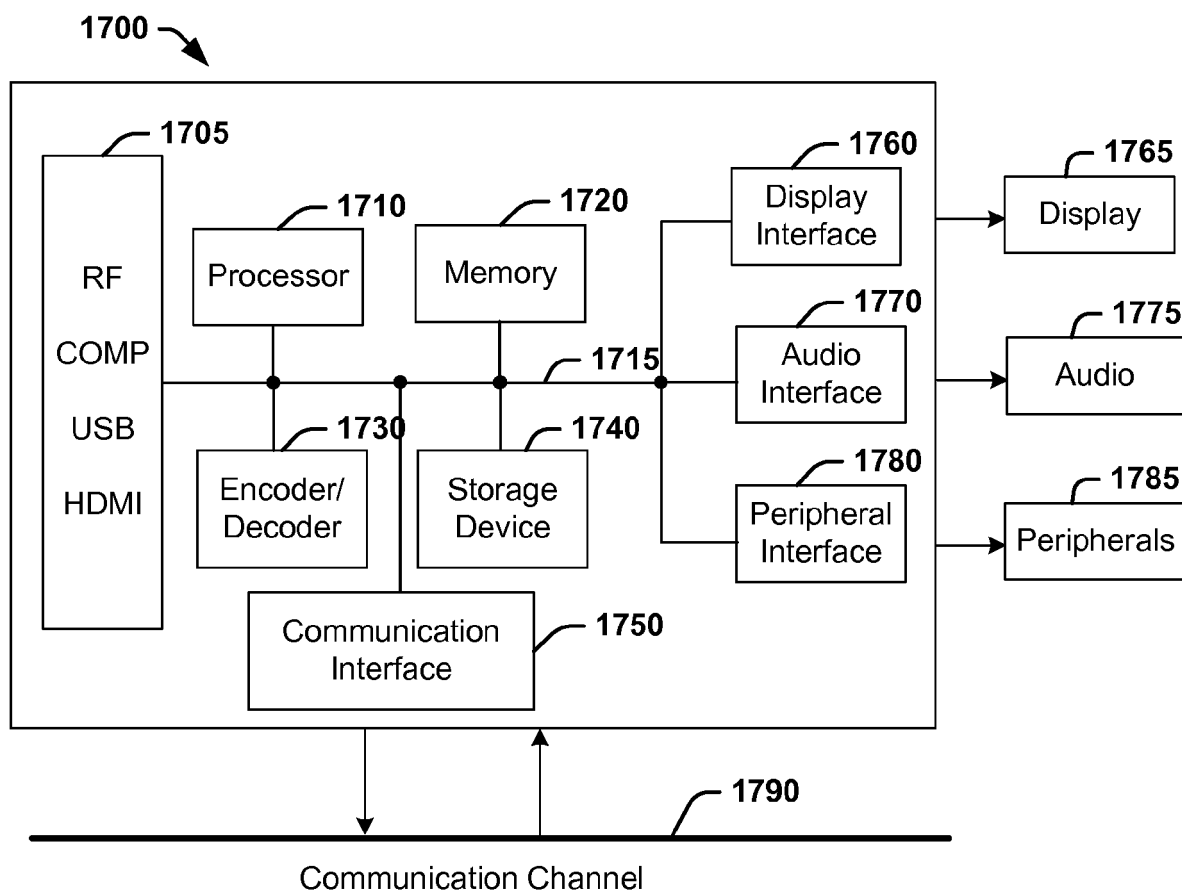 1700
1705
RF
COMP
USB
HDMI
1710
Processor
1720
Memory
1715
1730
Encoder/
Decoder
1740
Storage
Device
1750
Communication
Interface
1760
Display
Interface
1770
Audio
Interface
1780
Peripheral
Interface
1765
Display
1775
Audio
1785
Peripherals
1790
Communication Channel